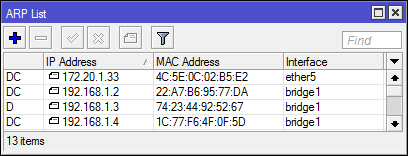 ARP List
Find
IP Address MAC Address Interface
DC 172.20.1.33 4C:5E:0C:02:B5:E2 ether5
DC 192.168.1.2 22:A7:B6:95:77:DA bridge1
D 192.168.1.3 74:23:44:92:52:67 bridge1
DC 192.168.1.4 1C:77:F6:4F:0F:5D bridge1
13 items